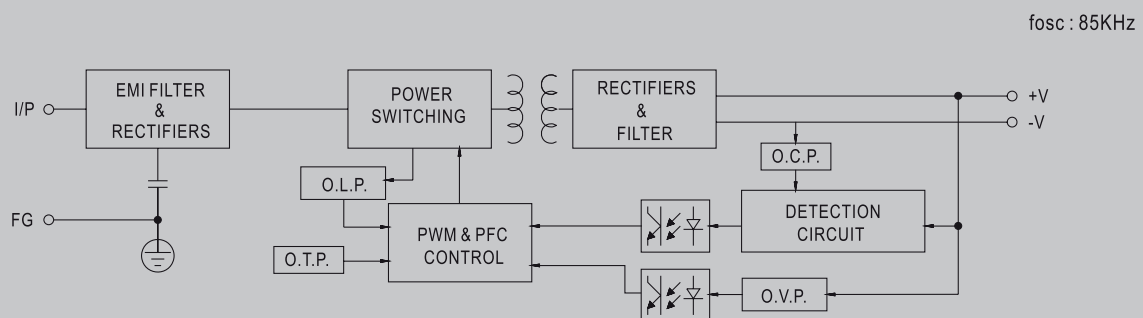 fosc : 85KHz
I/P
EMI FILTER
&
RECTIFIERS
POWER
SWITCHING
RECTIFIERS
&
FILTER
+V
-V
O.C.P.
O.L.P.
FG
PWM & PFC
CONTROL
DETECTION
CIRCUIT
O.T.P.
O.V.P.